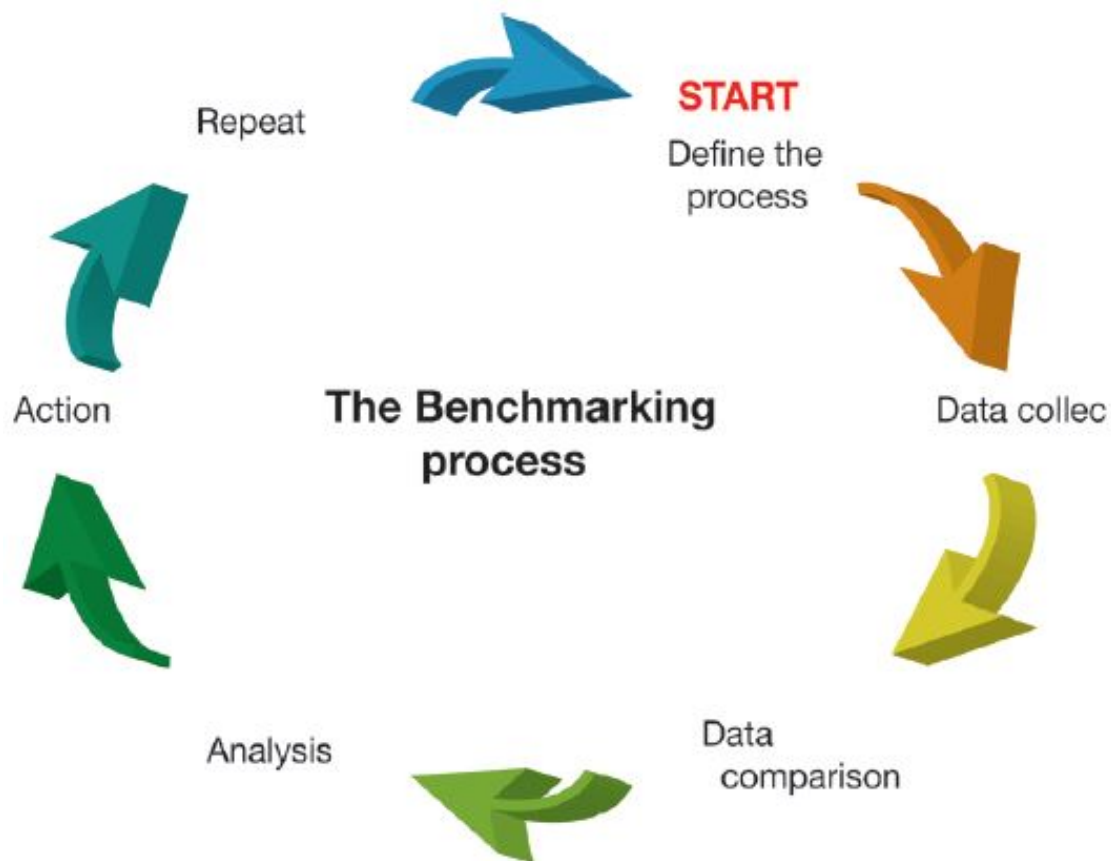 START
Define the
process
Data collec
Data
comparison
Analysis
Action
Repeat
The Benchmarking
process